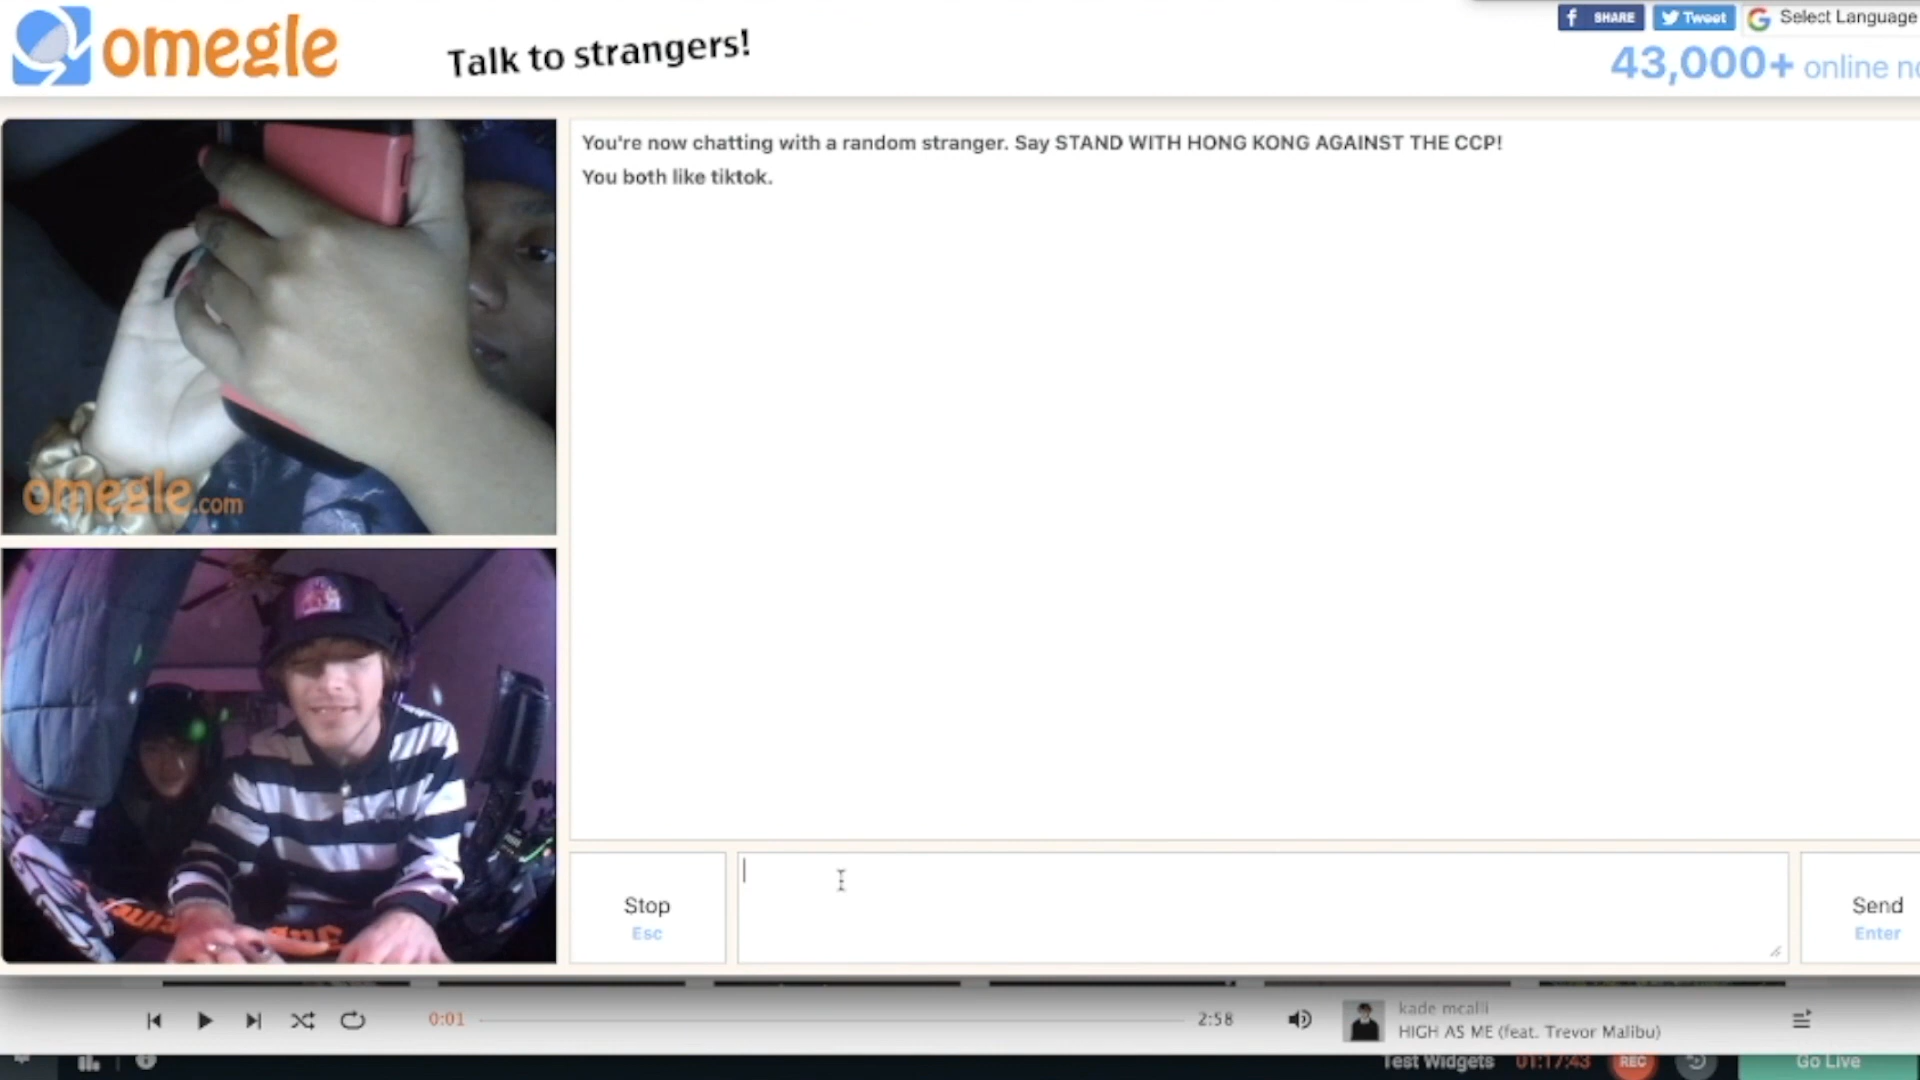 omegle
Talk to strangers!
f SHARE
Tweet
G Select Language
43,000+ online
You're now chatting with a random stranger. Say STAND WITH HONG KONG AGAINST THE CCP!
You both like tiktok.
omegle.com
Stop
Esc
Send
Enter
0:01
2:58
kade mcalli
HIGH AS ME (feat. Trevor Malibu)
Test Widgets
01:17:43
REC
Go Live